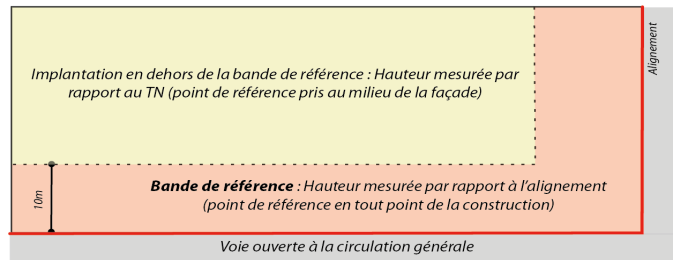 Alignement
Implantation en dehors de la bande de référence : Hauteur mesurée par
rapport au TN (point de référence pris au milieu de la façade)
10m
Bande de référence : Hauteur mesurée par rapport à l'alignement
(point de référence en tout point de la construction)
Voie ouverte à la circulation générale